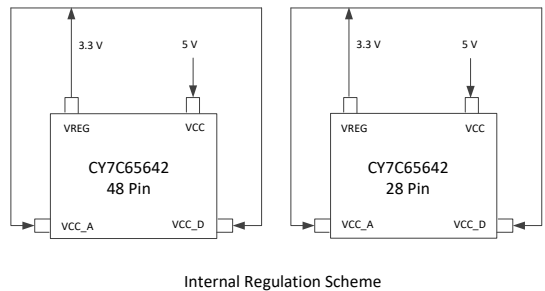 3.3 V
5 V
VREG
VCC
CY7C65642
48 Pin
VCC_A
VCC_D
3.3 V
5 V
VREG
VCC
CY7C65642
28 Pin
VCC_A
VCC_D
Internal Regulation Scheme